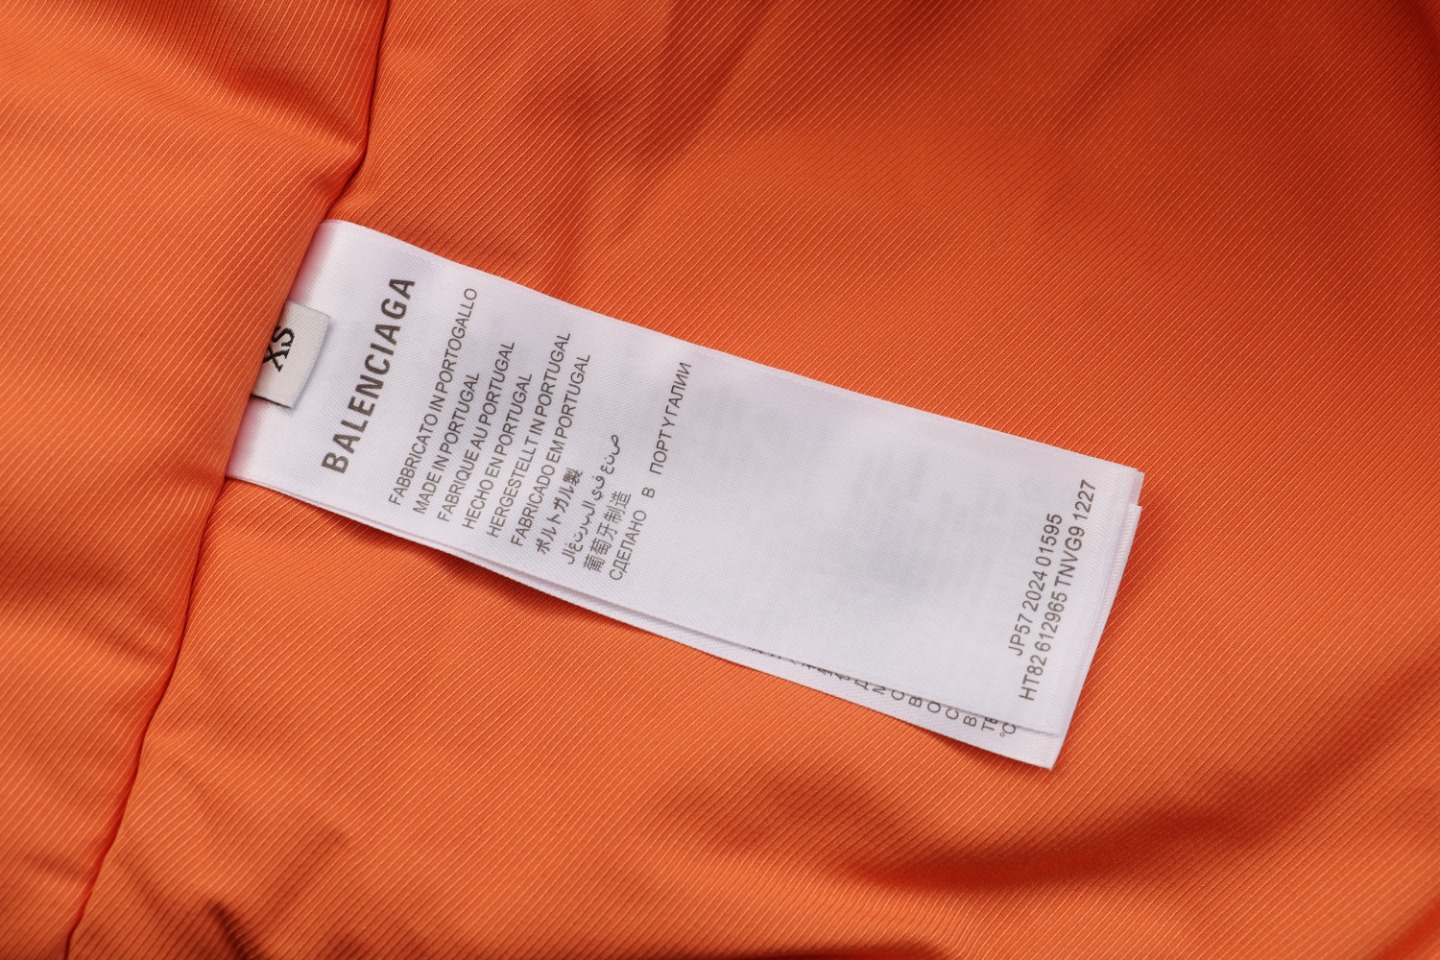 XS
BALENCIAGA
FABBRICATO IN PORTOGALLO
MADE IN PORTUGAL
FABRIQUE AU PORTUGAL
HECHO EN PORTUGAL
HERGESTELLT IN PORTUGAL
FABRICADO EM PORTUGAL
ポルトガル製
صنع في البرتغال
葡萄牙制造
СДЕЛАНО В ПОРТУГАЛИИ
JP57 2024 01595
HT82 612965 TNVG9 1227